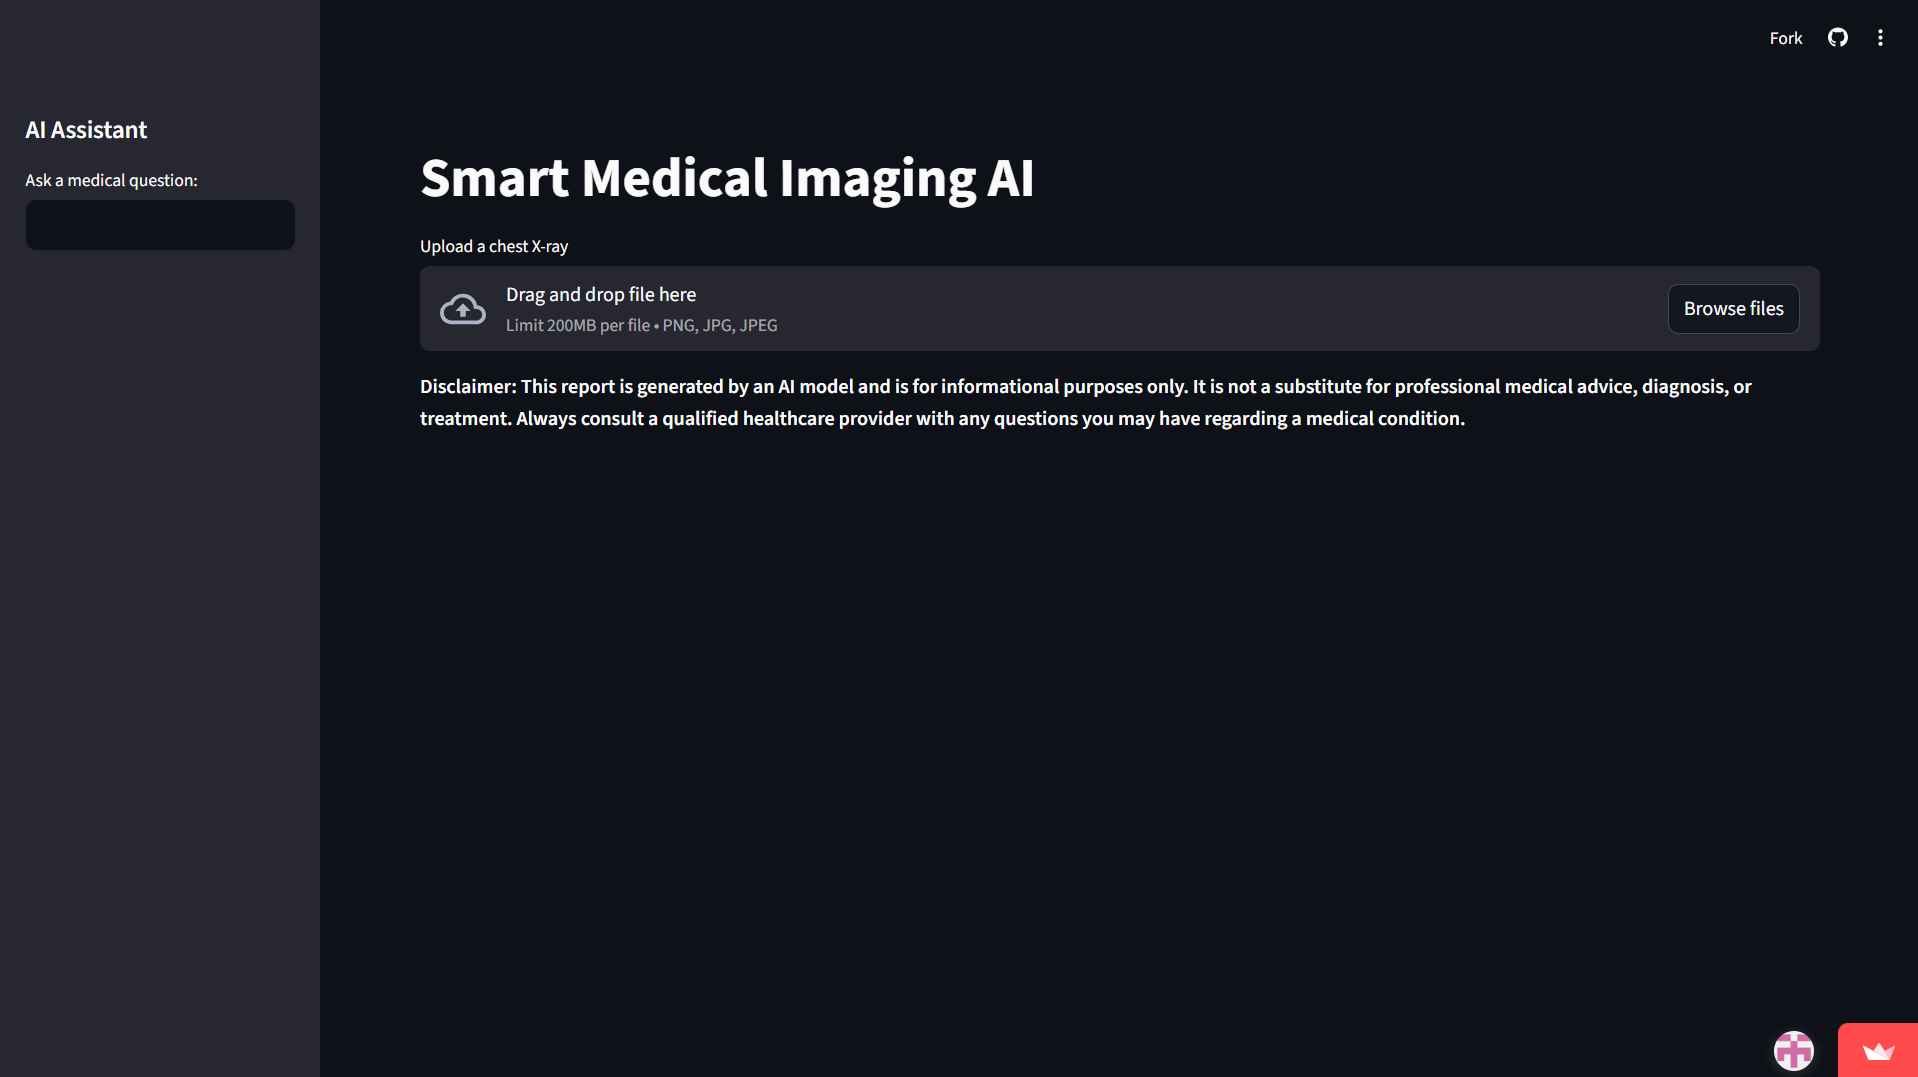 Fork
AI Assistant
Ask a medical question:
Smart Medical Imaging AI
Upload a chest X-ray
Drag and drop file here
Limit 200MB per file • PNG, JPG, JPEG
Browse files
Disclaimer: This report is generated by an AI model and is for informational purposes only. It is not a substitute for professional medical advice, diagnosis, or
treatment. Always consult a qualified healthcare provider with any questions you may have regarding a medical condition.